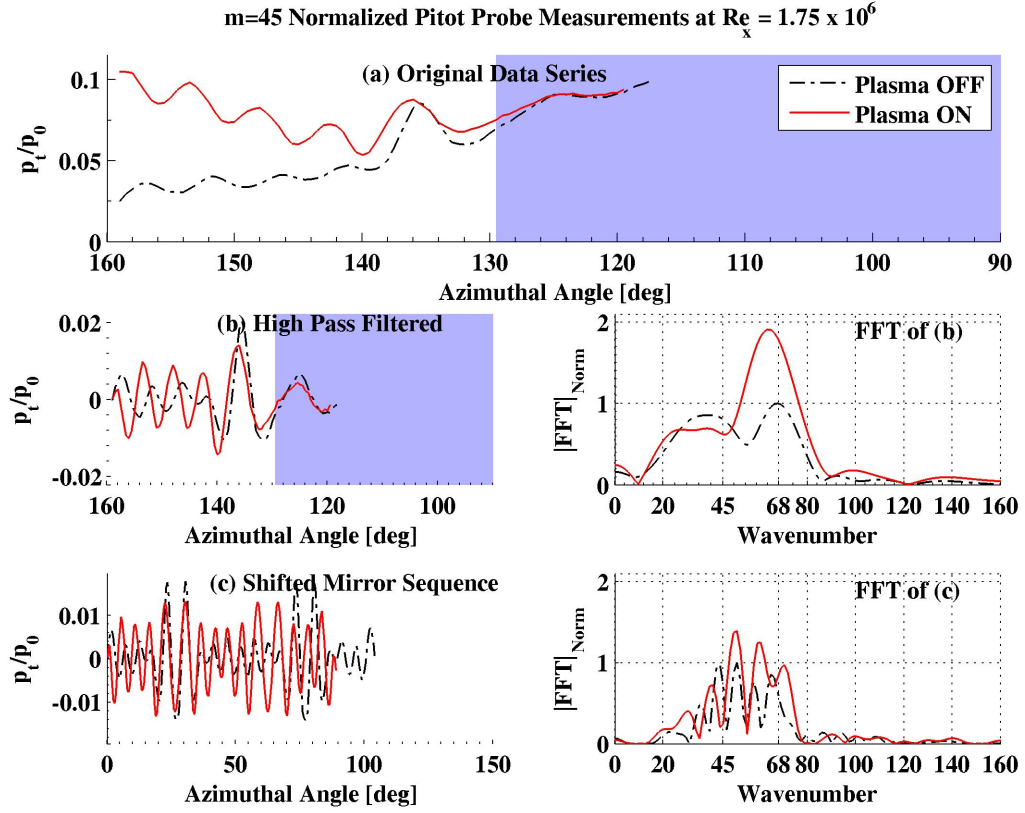 m=45 Normalized Pitot Probe Measurements at Re_x = 1.75 x 10^6
(a) Original Data Series
Plasma OFF
Plasma ON
p_t/p_0
0.1
0.05
0
160 150 140 130 120 110 100 90
Azimuthal Angle [deg]
(b) High Pass Filtered
p_t/p_0
0.02
0
-0.02
160 140 120 100
Azimuthal Angle [deg]
FFT of (b)
|FFT|_Norm
2
1
0
0 20 45 68 80 100 120 140 160
Wavenumber
(c) Shifted Mirror Sequence
p_t/p_0
0.01
0
-0.01
0 50 100 150
Azimuthal Angle [deg]
FFT of (c)
|FFT|_Norm
2
1
0
0 20 45 68 80 100 120 140 160
Wavenumber